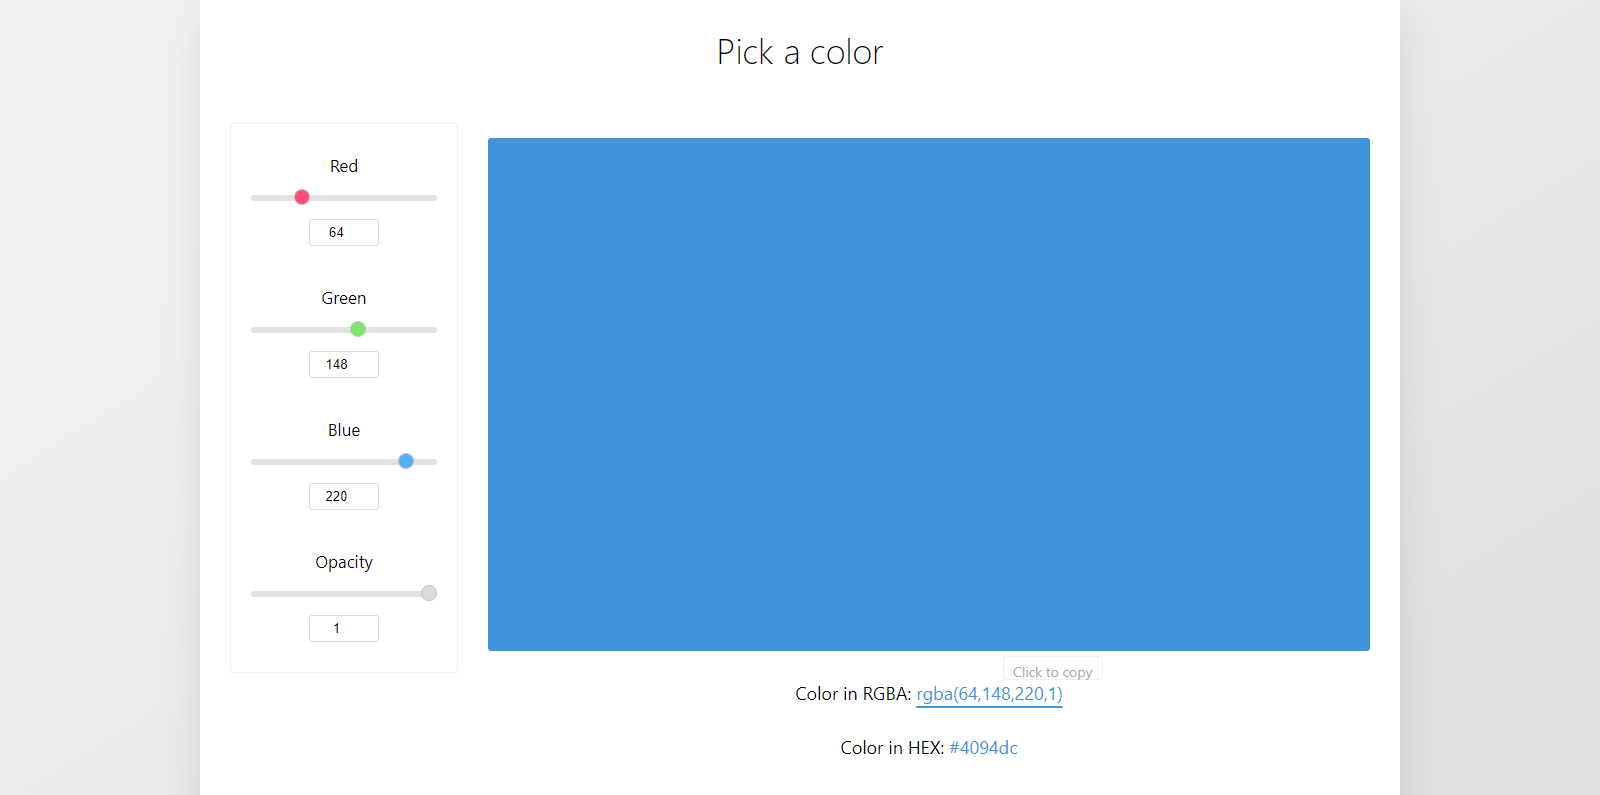 Pick a color
Red
64
Green
148
Blue
220
Opacity
1
Click to copy
Color in RGBA: rgba(64,148,220,1)
Color in HEX: #4094dc